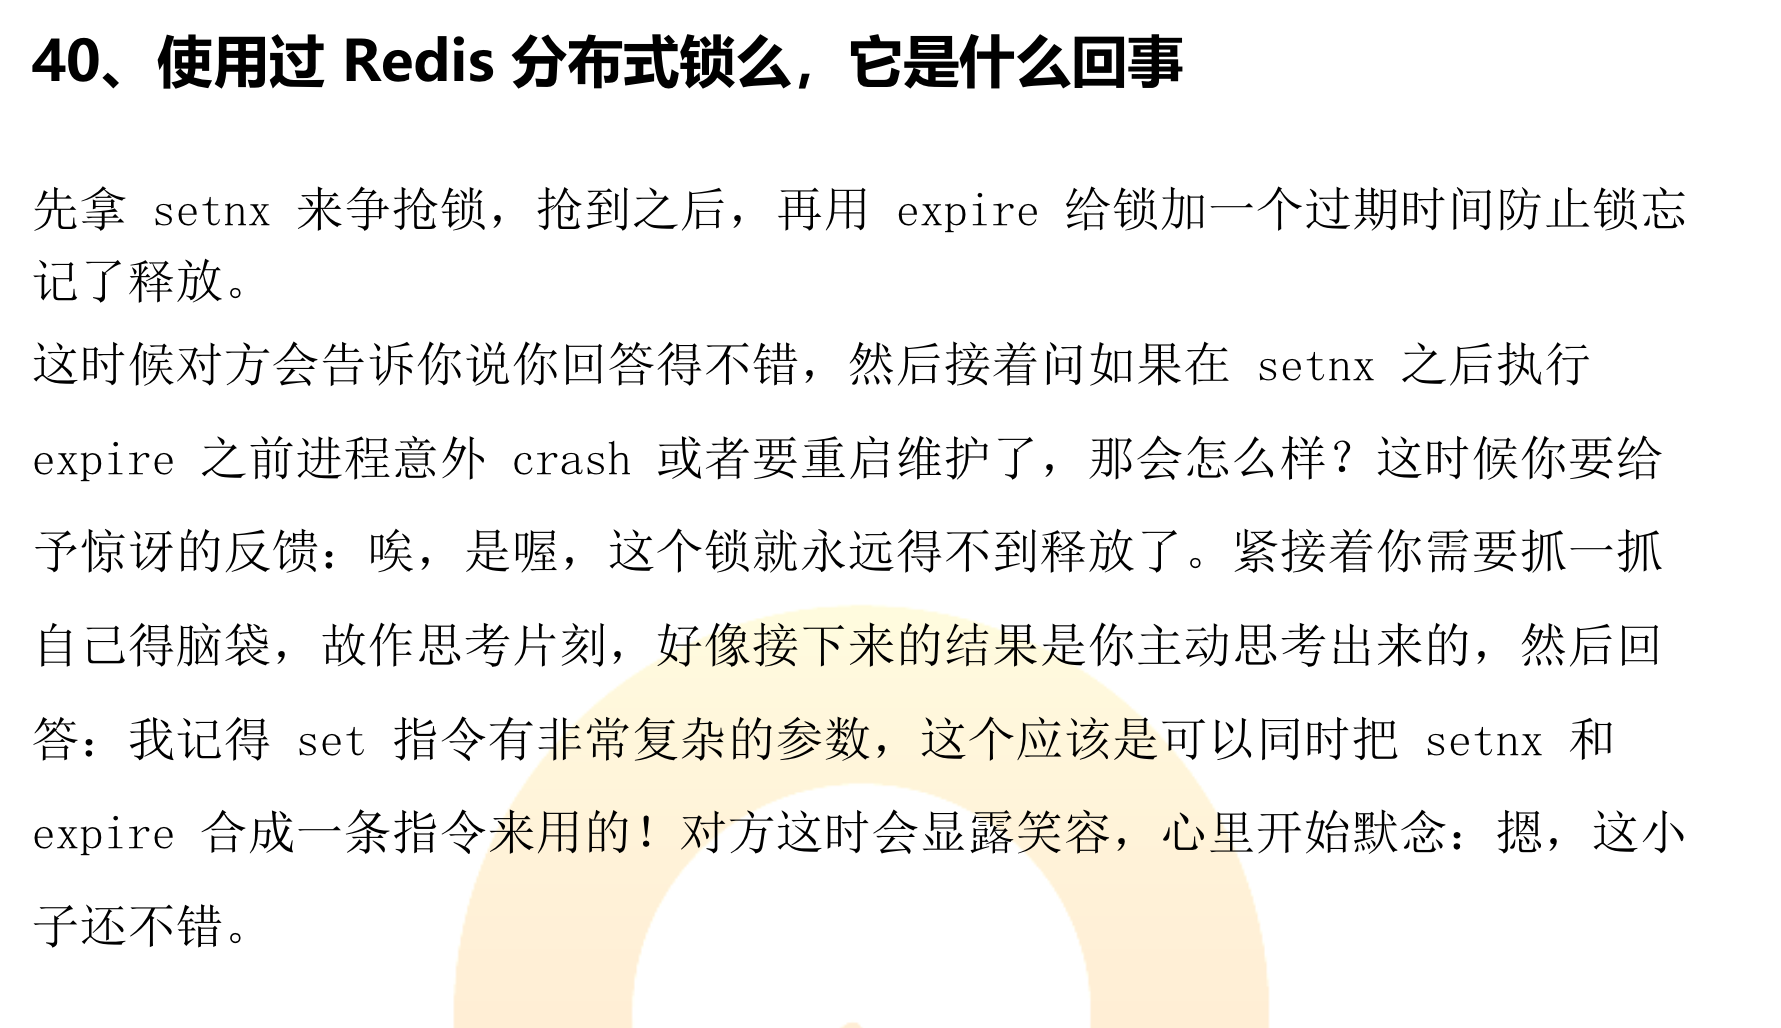 40、使用过 Redis 分布式锁么，它是什么回事
先拿 setnx 来争抢锁，抢到之后，再用 expire 给锁加一个过期时间防止锁忘
记了释放。
这时候对方会告诉你说你回答得不错，然后接着问如果在 setnx 之后执行
expire 之前进程意外 crash 或者要重启维护了，那会怎么样？这时候你要给
予惊讶的反馈：唉，是喔，这个锁就永远得不到释放了。紧接着你需要抓一抓
自己得脑袋，故作思考片刻，好像接下来的结果是你主动思考出来的，然后回
答：我记得 set 指令有非常复杂的参数，这个应该是可以同时把 setnx 和
expire 合成一条指令来用的！对方这时会显露笑容，心里开始默念：摁，这小
子还不错。